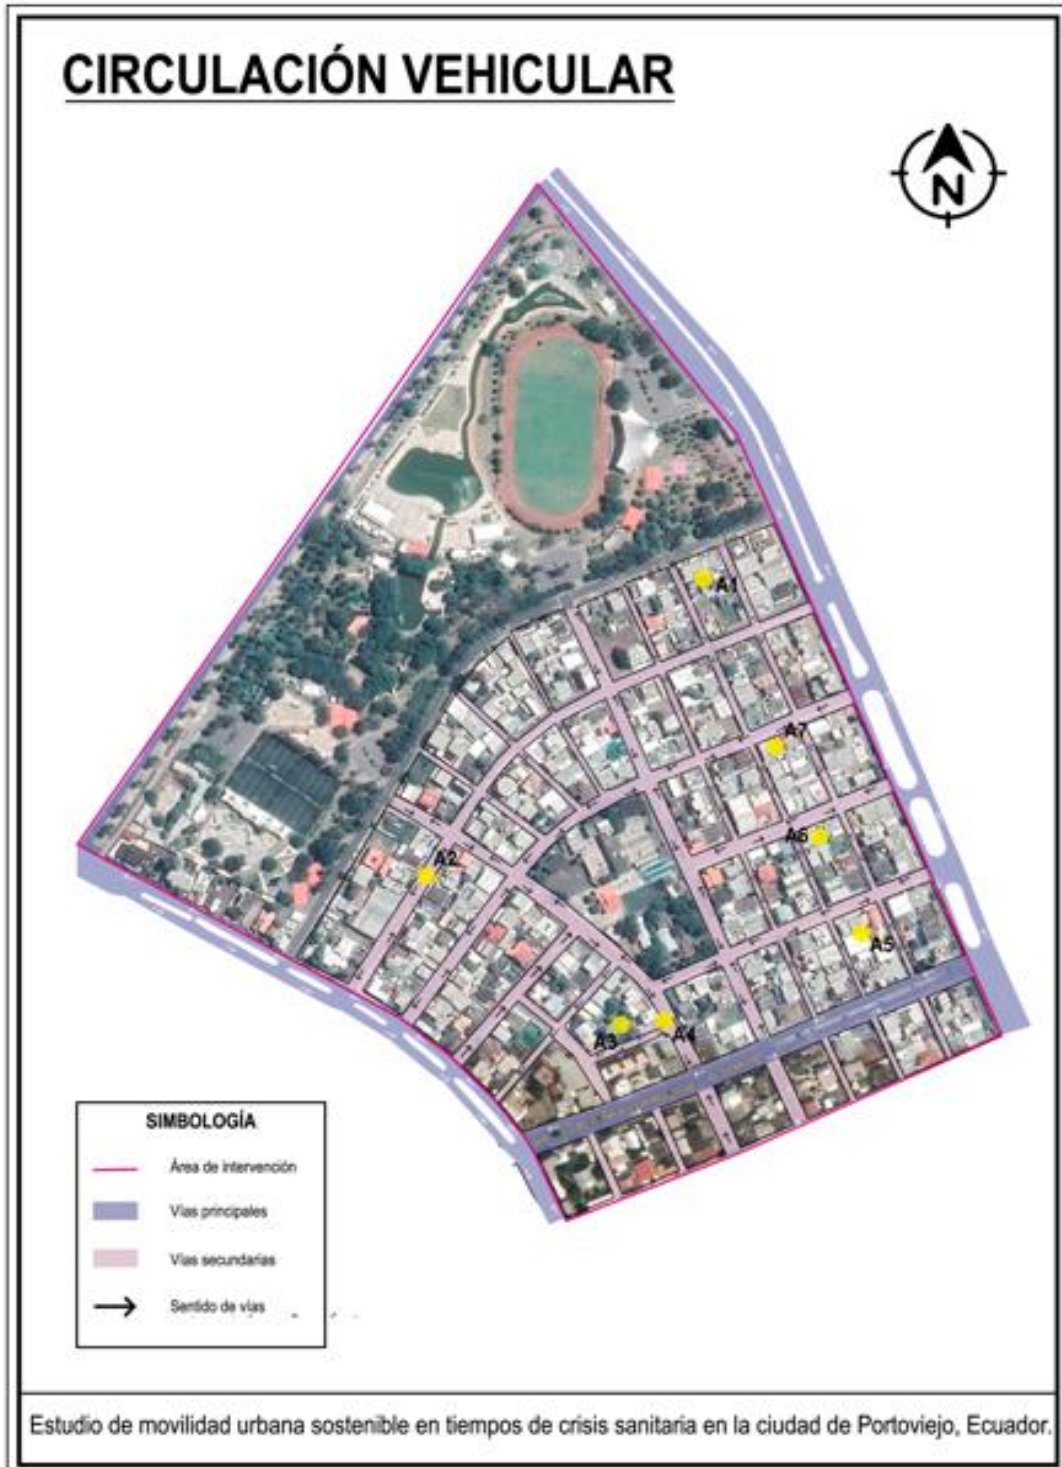 CIRCULACIÓN VEHICULAR
N
A1
A7
A6
A2
A5
A3
A4
SIMBOLOGÍA
Área de intervención
Vías principales
Vías secundarias
Sentido de vías
Estudio de movilidad urbana sostenible en tiempos de crisis sanitaria en la ciudad de Portoviejo, Ecuador.